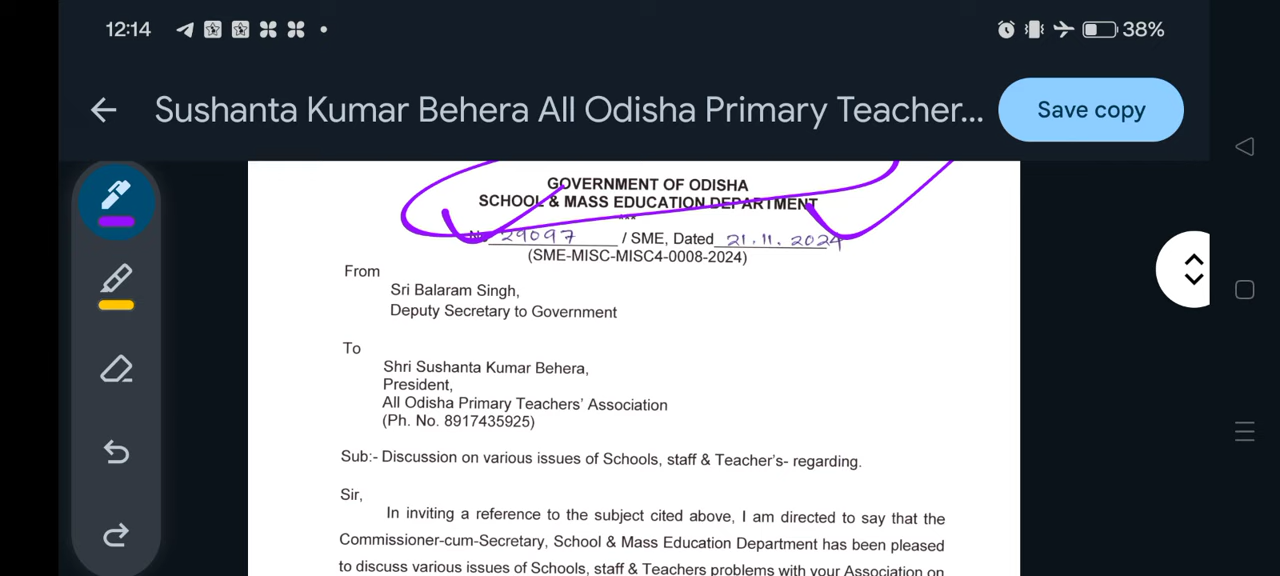 12:14
38%
Sushanta Kumar Behera All Odisha Primary Teacher...
Save copy
GOVERNMENT OF ODISHA
SCHOOL & MASS EDUCATION DEPARTMENT
***
No 29097 / SME, Dated 21.11.2024
(SME-MISC-MISC4-0008-2024)
From
Sri Balaram Singh,
Deputy Secretary to Government
To
Shri Sushanta Kumar Behera,
President,
All Odisha Primary Teachers' Association
(Ph. No. 8917435925)
Sub:- Discussion on various issues of Schools, staff & Teacher's- regarding.
Sir,
In inviting a reference to the subject cited above, I am directed to say that the
Commissioner-cum-Secretary, School & Mass Education Department has been pleased
to discuss various issues of Schools, staff & Teachers problems with your Association on